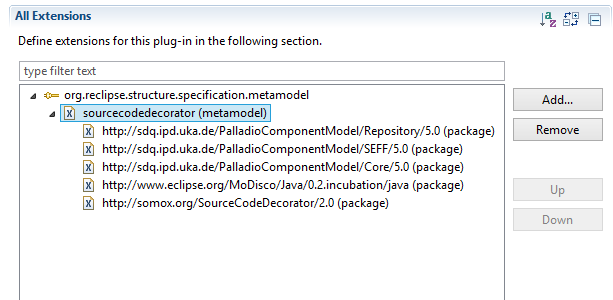 All Extensions
Define extensions for this plug-in in the following section.
type filter text
org.reclipse.structure.specification.metamodel
sourcecodedecorator (metamodel)
http://sdq.ipd.uka.de/PalladioComponentModel/Repository/5.0 (package)
http://sdq.ipd.uka.de/PalladioComponentModel/SEFF/5.0 (package)
http://sdq.ipd.uka.de/PalladioComponentModel/Core/5.0 (package)
http://www.eclipse.org/MoDisco/Java/0.2.incubation/java (package)
http://somox.org/SourceCodeDecorator/2.0 (package)
Add...
Remove
Up
Down